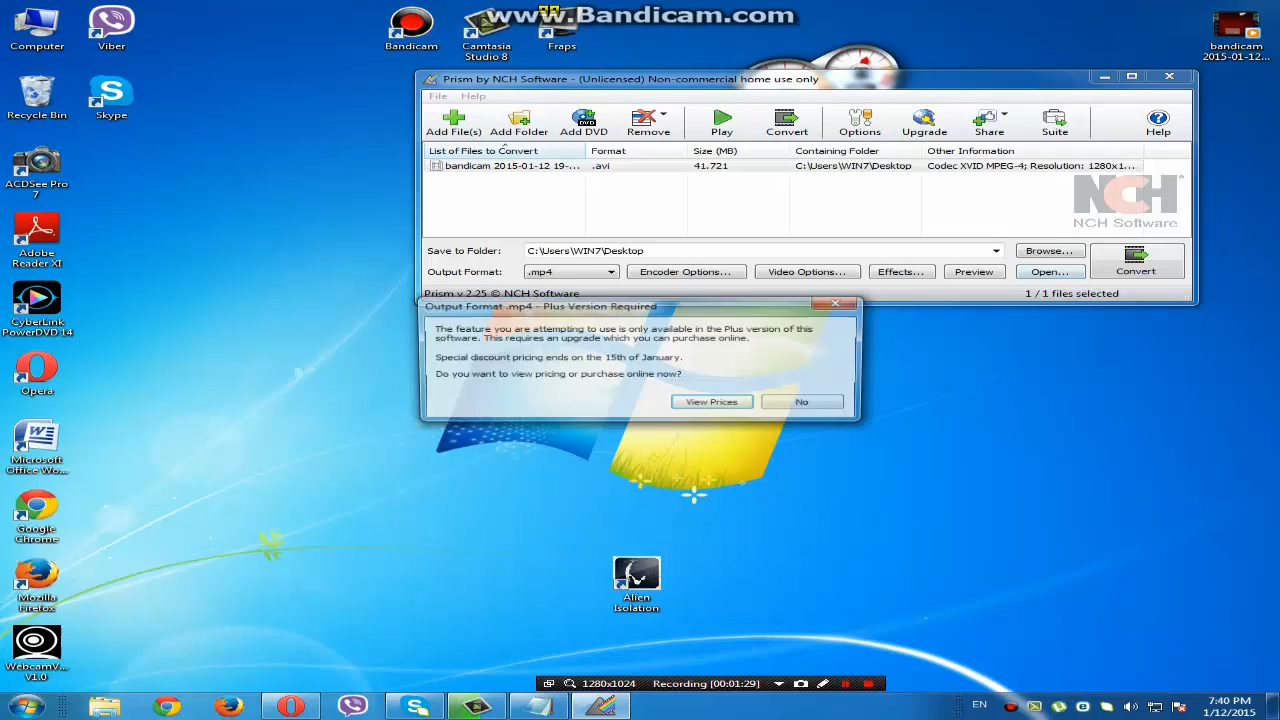 www.Bandicam.com
Computer
Viber
Bandicam
Camtasia
Studio 8
Fraps
bandicam
2015-01-12...
Recycle Bin
Skype
ACDSee Pro
7
Adobe
Reader XI
CyberLink
PowerDVD 14
Opera
Microsoft
Office Wo...
Google
Chrome
Mozilla
Firefox
WebcamV...
V1.0
Alien
Isolation
Prism by NCH Software - (Unlicensed) Non-commercial home use only
File Help
Add File(s) Add Folder Add DVD Remove Play Convert Options Upgrade Share Suite Help
List of Files to Convert Format Size (MB) Containing Folder Other Information
bandicam 2015-01-12 19-... .avi 41.721 C:\Users\WIN7\Desktop Codec XVID MPEG-4; Resolution: 1280x1...
NCH ®
NCH Software
Save to Folder: C:\Users\WIN7\Desktop Browse...
Output Format: .mp4 Encoder Options... Video Options... Effects... Preview Open... Convert
Prism v 2.25 © NCH Software 1 / 1 files selected
Output Format .mp4 - Plus Version Required
The feature you are attempting to use is only available in the Plus version of this
software. This requires an upgrade which you can purchase online.
Special discount pricing ends on the 15th of January.
Do you want to view pricing or purchase online now?
View Prices No
1280x1024 Recording [00:01:29]
EN
7:40 PM
1/12/2015